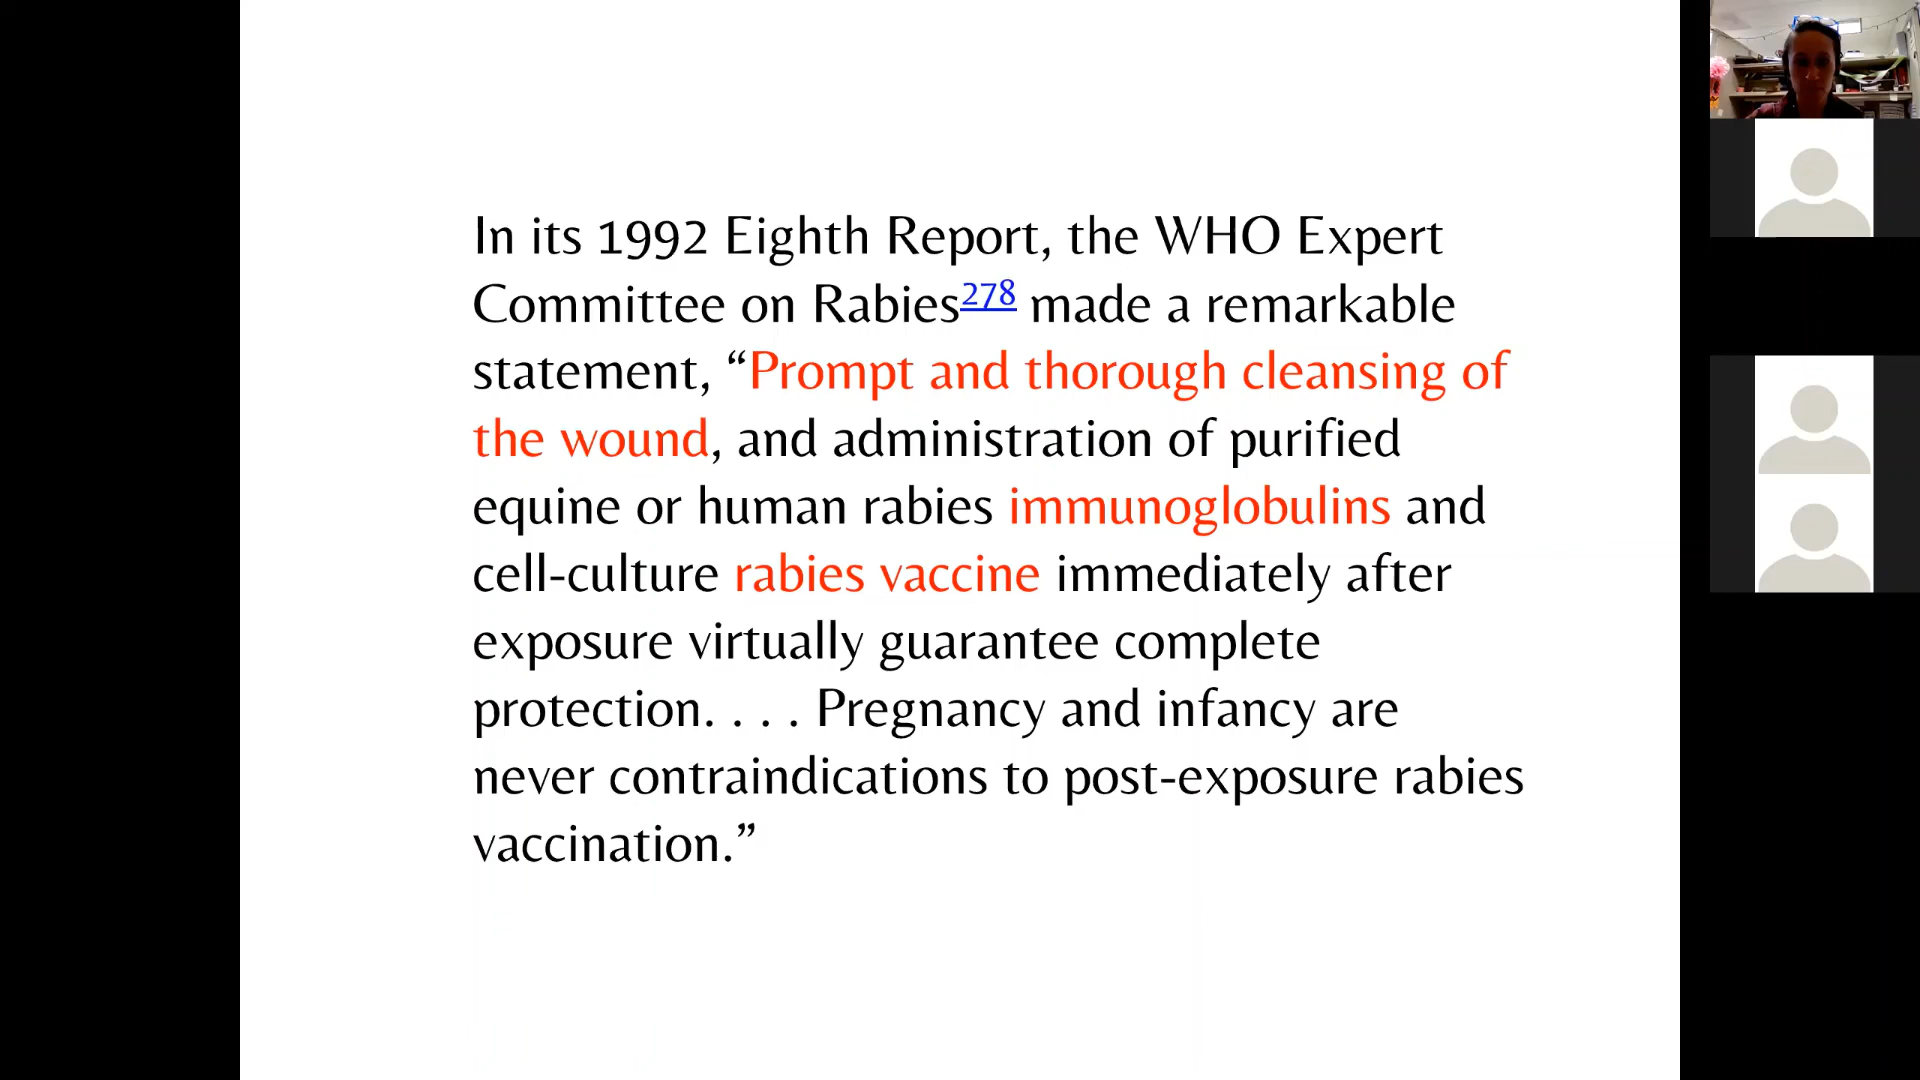 In its 1992 Eighth Report, the WHO Expert
Committee on Rabies278 made a remarkable
statement, “Prompt and thorough cleansing of
the wound, and administration of purified
equine or human rabies immunoglobulins and
cell-culture rabies vaccine immediately after
exposure virtually guarantee complete
protection. . . . Pregnancy and infancy are
never contraindications to post-exposure rabies
vaccination.”